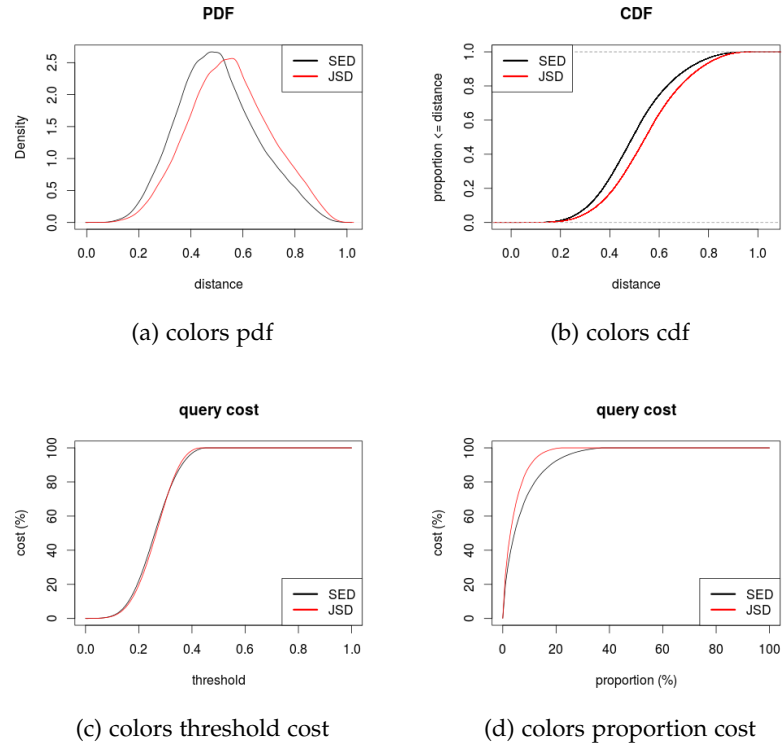 PDF
SED
JSD
Density
0.0 0.5 1.0 1.5 2.0 2.5
0.0 0.2 0.4 0.6 0.8 1.0
distance
(a) colors pdf
CDF
SED
JSD
proportion <= distance
0.0 0.2 0.4 0.6 0.8 1.0
0.0 0.2 0.4 0.6 0.8 1.0
distance
(b) colors cdf
query cost
cost (%)
0 20 40 60 80 100
SED
JSD
0.0 0.2 0.4 0.6 0.8 1.0
threshold
(c) colors threshold cost
query cost
cost (%)
0 20 40 60 80 100
SED
JSD
0 20 40 60 80 100
proportion (%)
(d) colors proportion cost